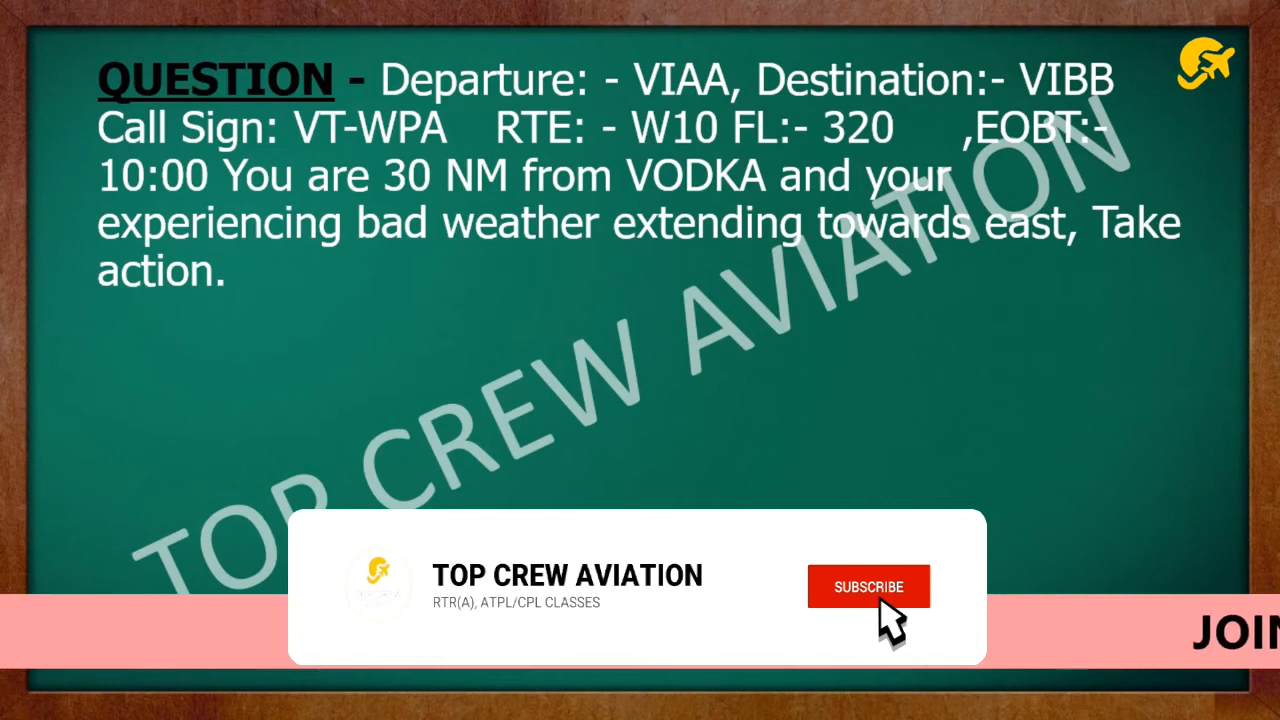 QUESTION - Departure: - VIAA, Destination:- VIBB
Call Sign: VT-WPA RTE: - W10 FL:- 320 ,EOBT:-
10:00 You are 30 NM from VODKA and your
experiencing bad weather extending towards east, Take
action.
TOP CREW AVIATION
TOP CREW AVIATION
RTR(A), ATPL/CPL CLASSES
SUBSCRIBE
JOIN